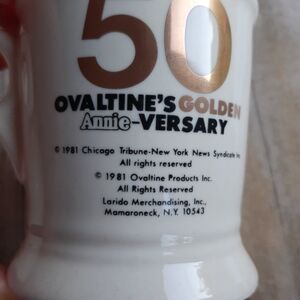 50
OVALTINE'S GOLDEN
Annie-VERSARY
© 1981 Chicago Tribune-New York News Syndicate Inc
All rights reserved
© 1981 Ovaltine Products Inc.
All Rights Reserved
Larido Merchandising, Inc.,
Mamaroneck, N.Y. 10543